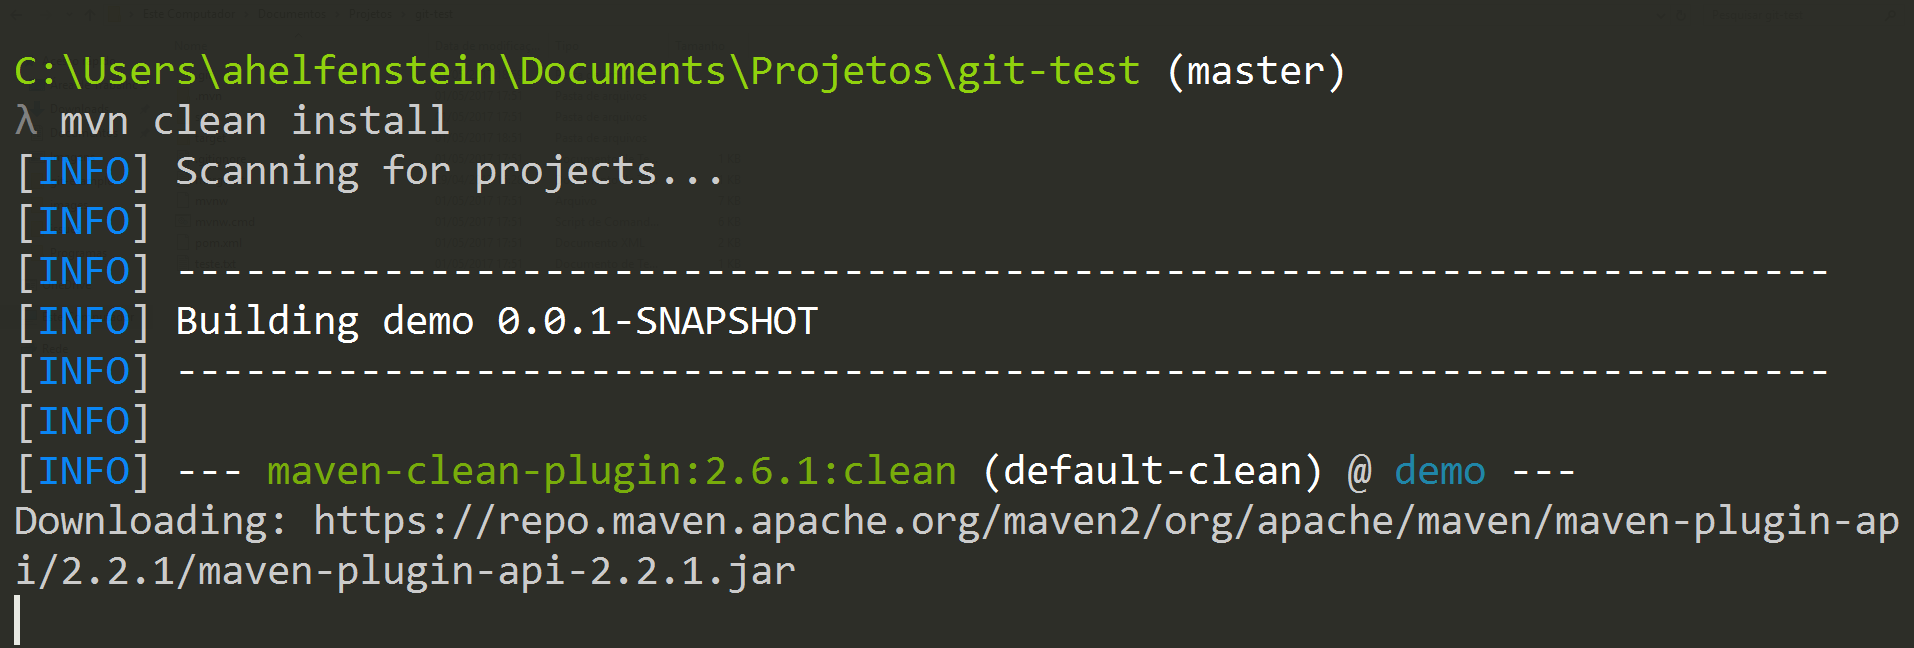 C:\Users\ahelfenstein\Documents\Projetos\git-test (master)
λ mvn clean install
[INFO] Scanning for projects...
[INFO]
[INFO] ------------------------------------------------------------------------
[INFO] Building demo 0.0.1-SNAPSHOT
[INFO] ------------------------------------------------------------------------
[INFO]
[INFO] --- maven-clean-plugin:2.6.1:clean (default-clean) @ demo ---
Downloading: https://repo.maven.apache.org/maven2/org/apache/maven/maven-plugin-ap
i/2.2.1/maven-plugin-api-2.2.1.jar